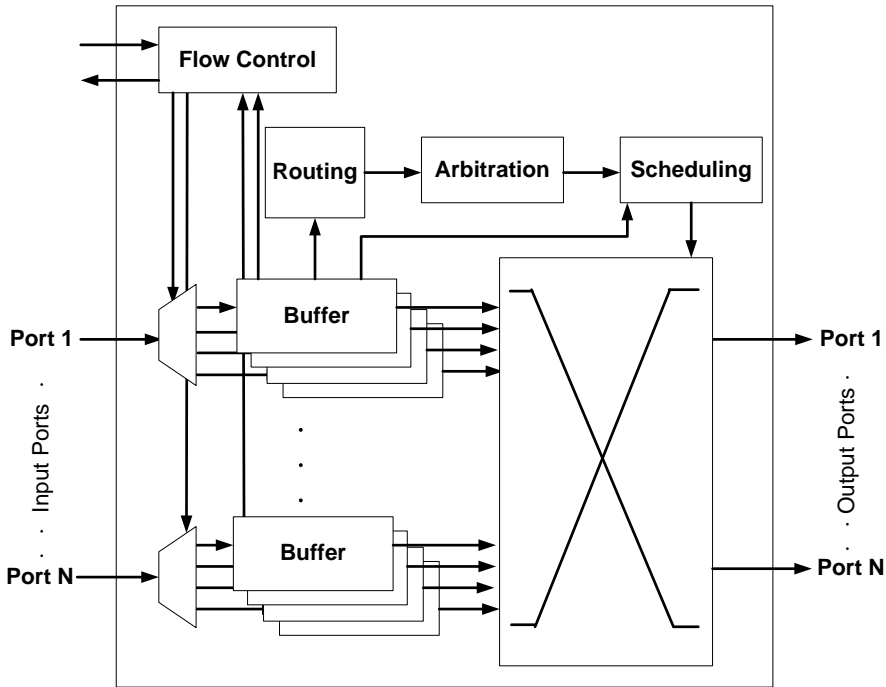 Flow Control
Routing
Arbitration
Scheduling
Buffer
Port 1
Port 1
. . Input Ports . .
. . Output Ports . .
.
.
.
.
Buffer
Port N
Port N